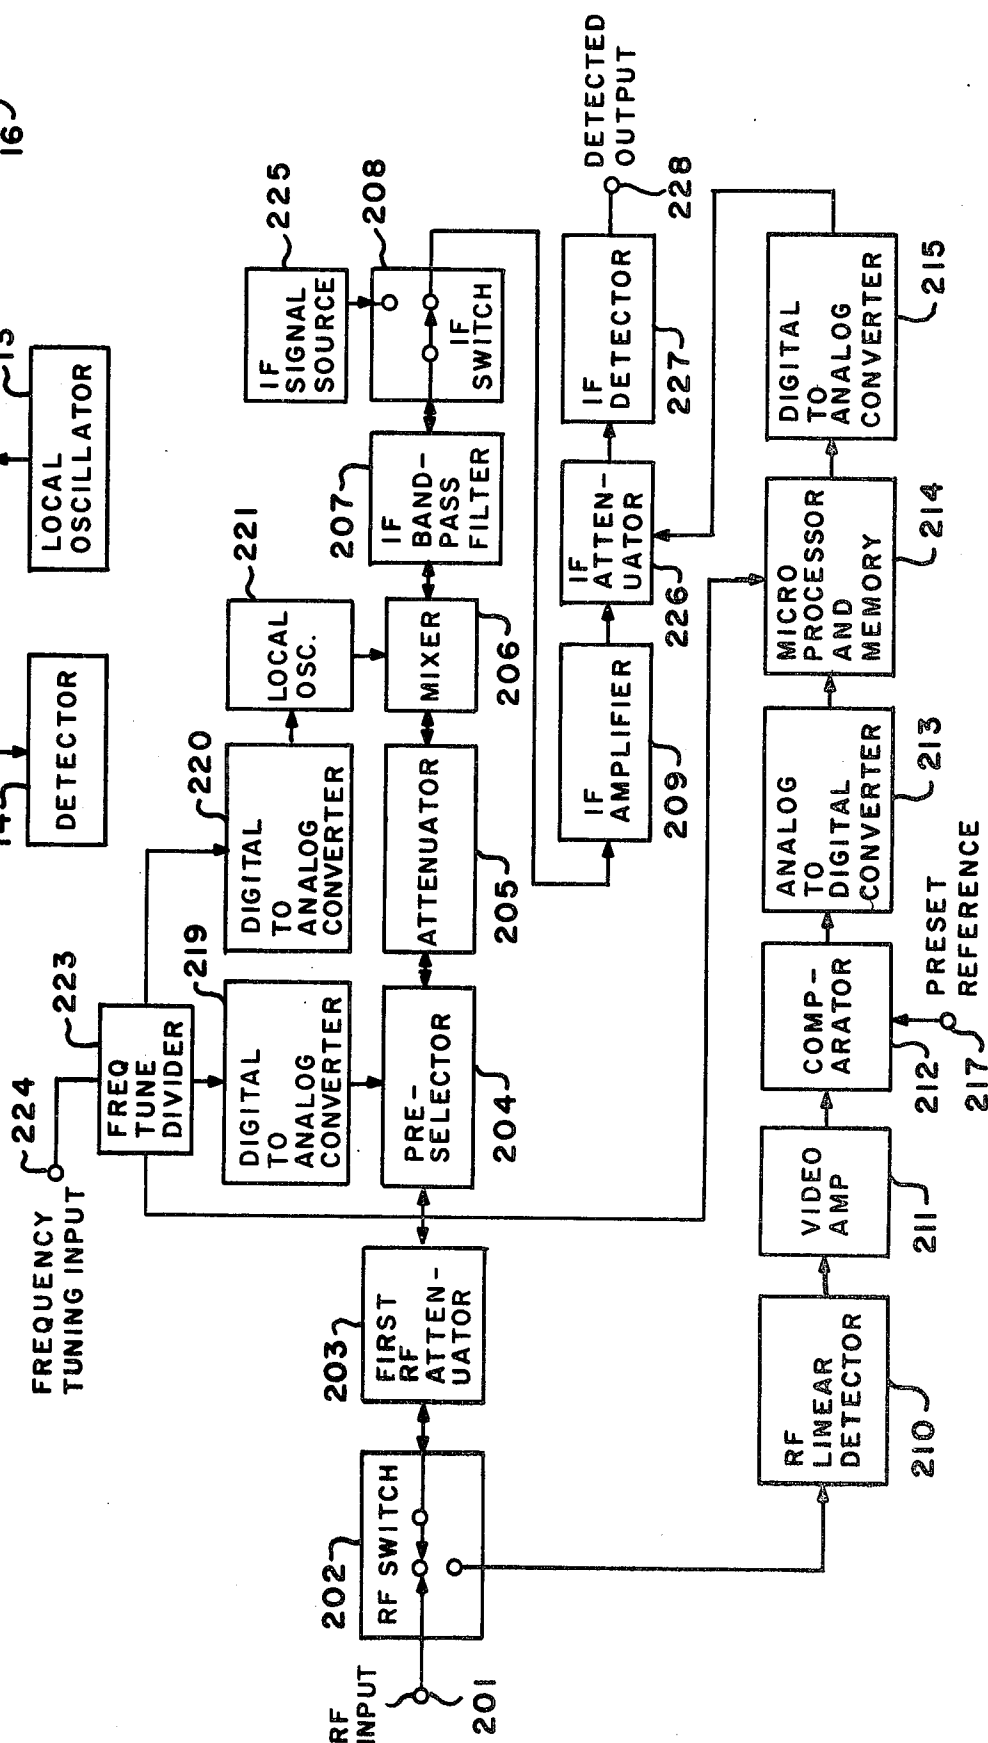 16
15
LOCAL
OSCILLATOR
14
DETECTOR
FREQUENCY
TUNING INPUT
224
223
FREQ
TUNE
DIVIDER
219
DIGITAL
TO
ANALOG
CONVERTER
220
DIGITAL
TO
ANALOG
CONVERTER
221
LOCAL
OSC.
225
IF
SIGNAL
SOURCE
RF
INPUT
201
202
RF SWITCH
203
FIRST
RF
ATTEN-
UATOR
PRE-
SELECTOR
204
ATTENUATOR
205
MIXER
206
207
IF
BAND-
PASS
FILTER
208
IF
SWITCH
IF
AMPLIFIER
209
IF
ATTEN-
UATOR
226
IF
DETECTOR
227
DETECTED
OUTPUT
228
RF
LINEAR
DETECTOR
210
VIDEO
AMP
211
COMP-
ARATOR
212
PRESET
REFERENCE
217
ANALOG
TO
DIGITAL
CONVERTER
213
MICRO
PROCESSOR
AND
MEMORY
214
DIGITAL
TO
ANALOG
CONVERTER
215